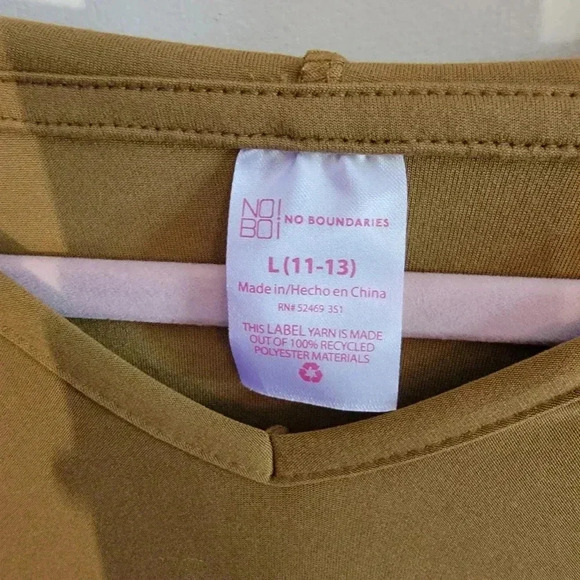 NO!
BO! NO BOUNDARIES
L (11-13)
Made in/Hecho en China
RN# 52469 351
THIS LABEL YARN IS MADE
OUT OF 100% RECYCLED
POLYESTER MATERIALS